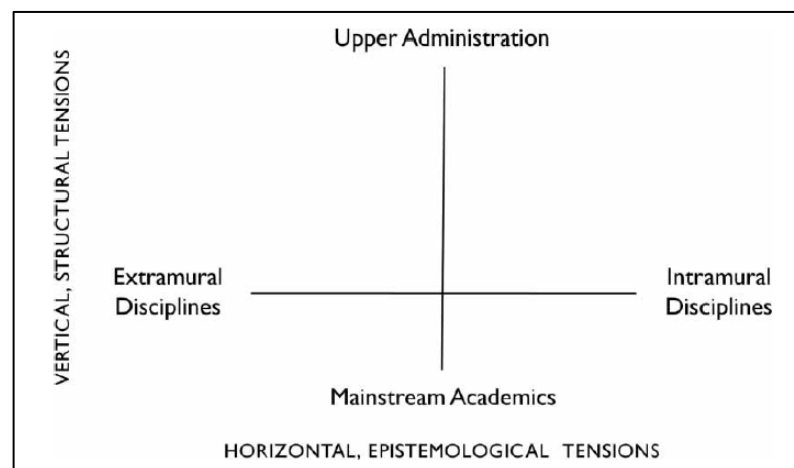 Upper Administration
VERTICAL, STRUCTURAL TENSIONS
Extramural
Disciplines
Intramural
Disciplines
Mainstream Academics
HORIZONTAL, EPISTEMOLOGICAL TENSIONS